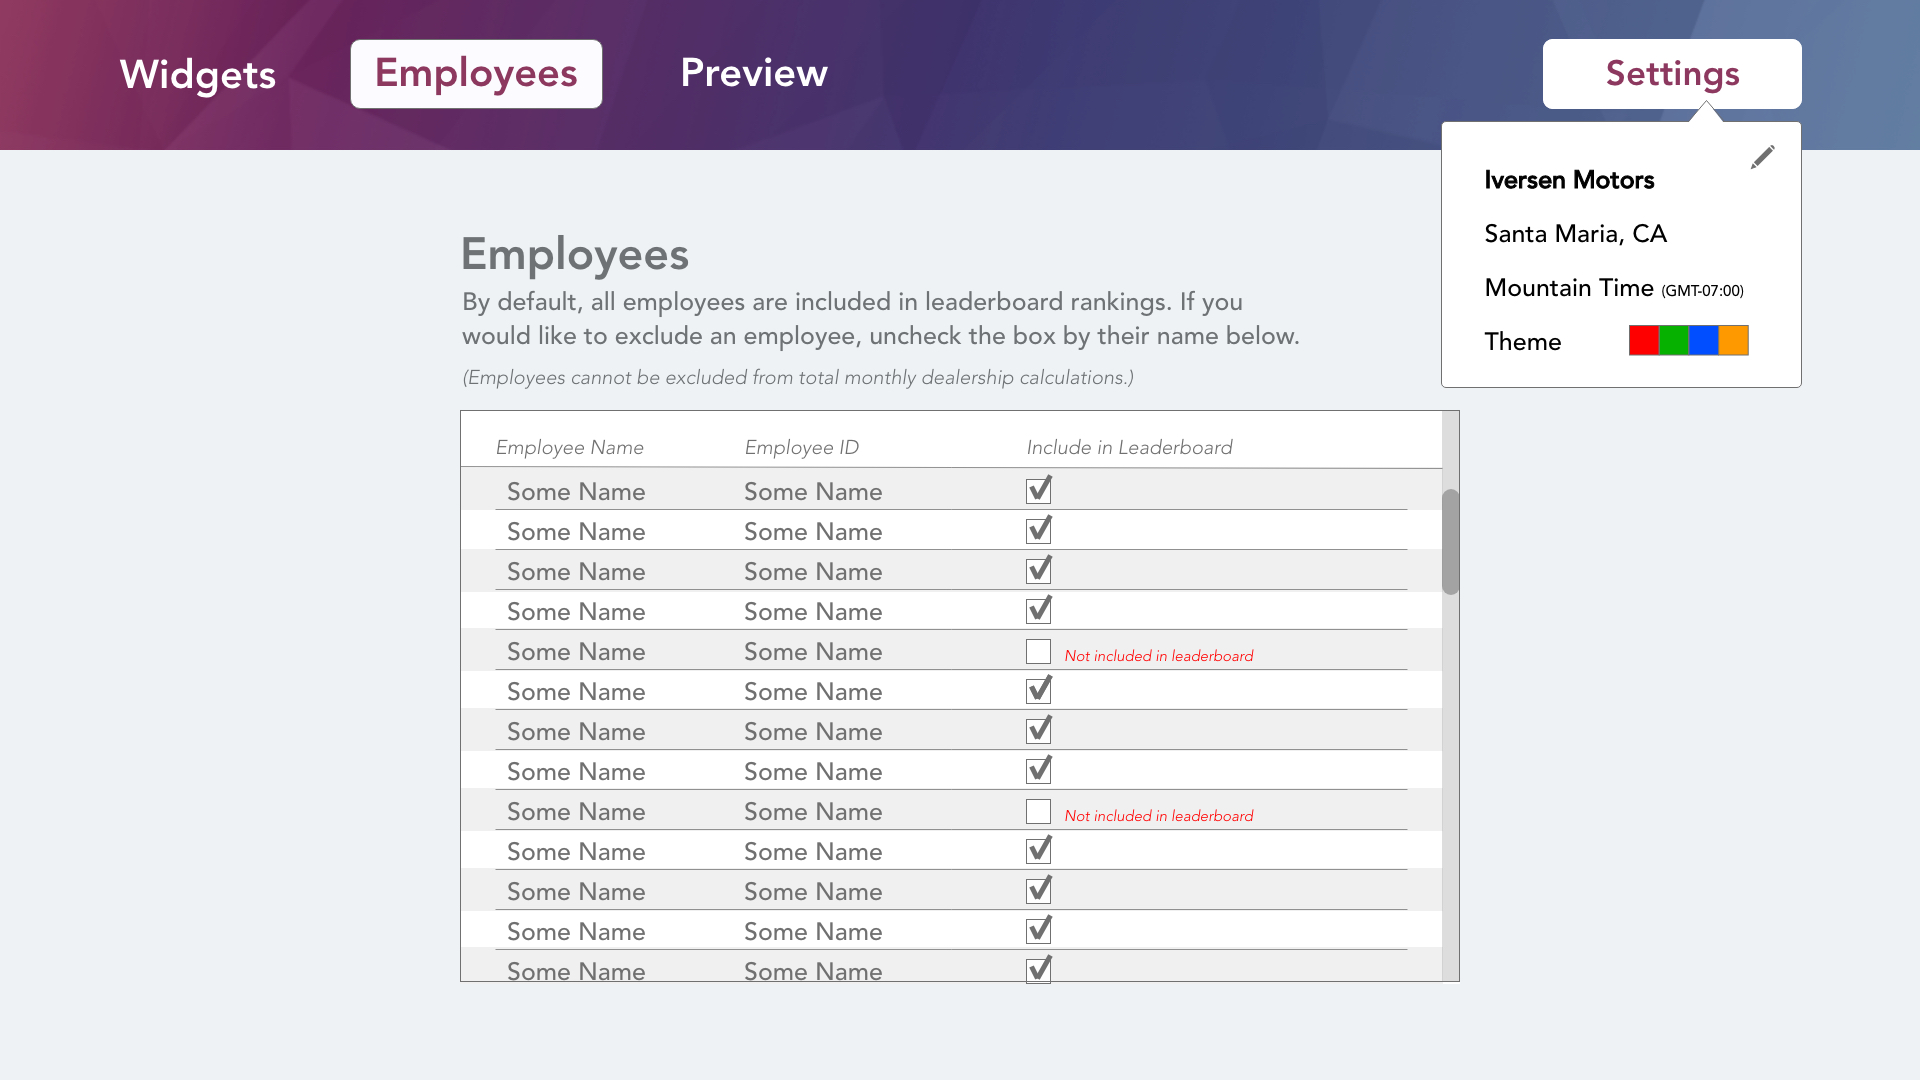 Widgets Employees Preview Settings
Iversen Motors
Santa Maria, CA
Mountain Time (GMT-07:00)
Theme
Employees
By default, all employees are included in leaderboard rankings. If you
would like to exclude an employee, uncheck the box by their name below.
(Employees cannot be excluded from total monthly dealership calculations.)
Employee Name Employee ID Include in Leaderboard
Some Name Some Name
Some Name Some Name
Some Name Some Name
Some Name Some Name
Some Name Some Name Not included in leaderboard
Some Name Some Name
Some Name Some Name
Some Name Some Name
Some Name Some Name Not included in leaderboard
Some Name Some Name
Some Name Some Name
Some Name Some Name
Some Name Some Name